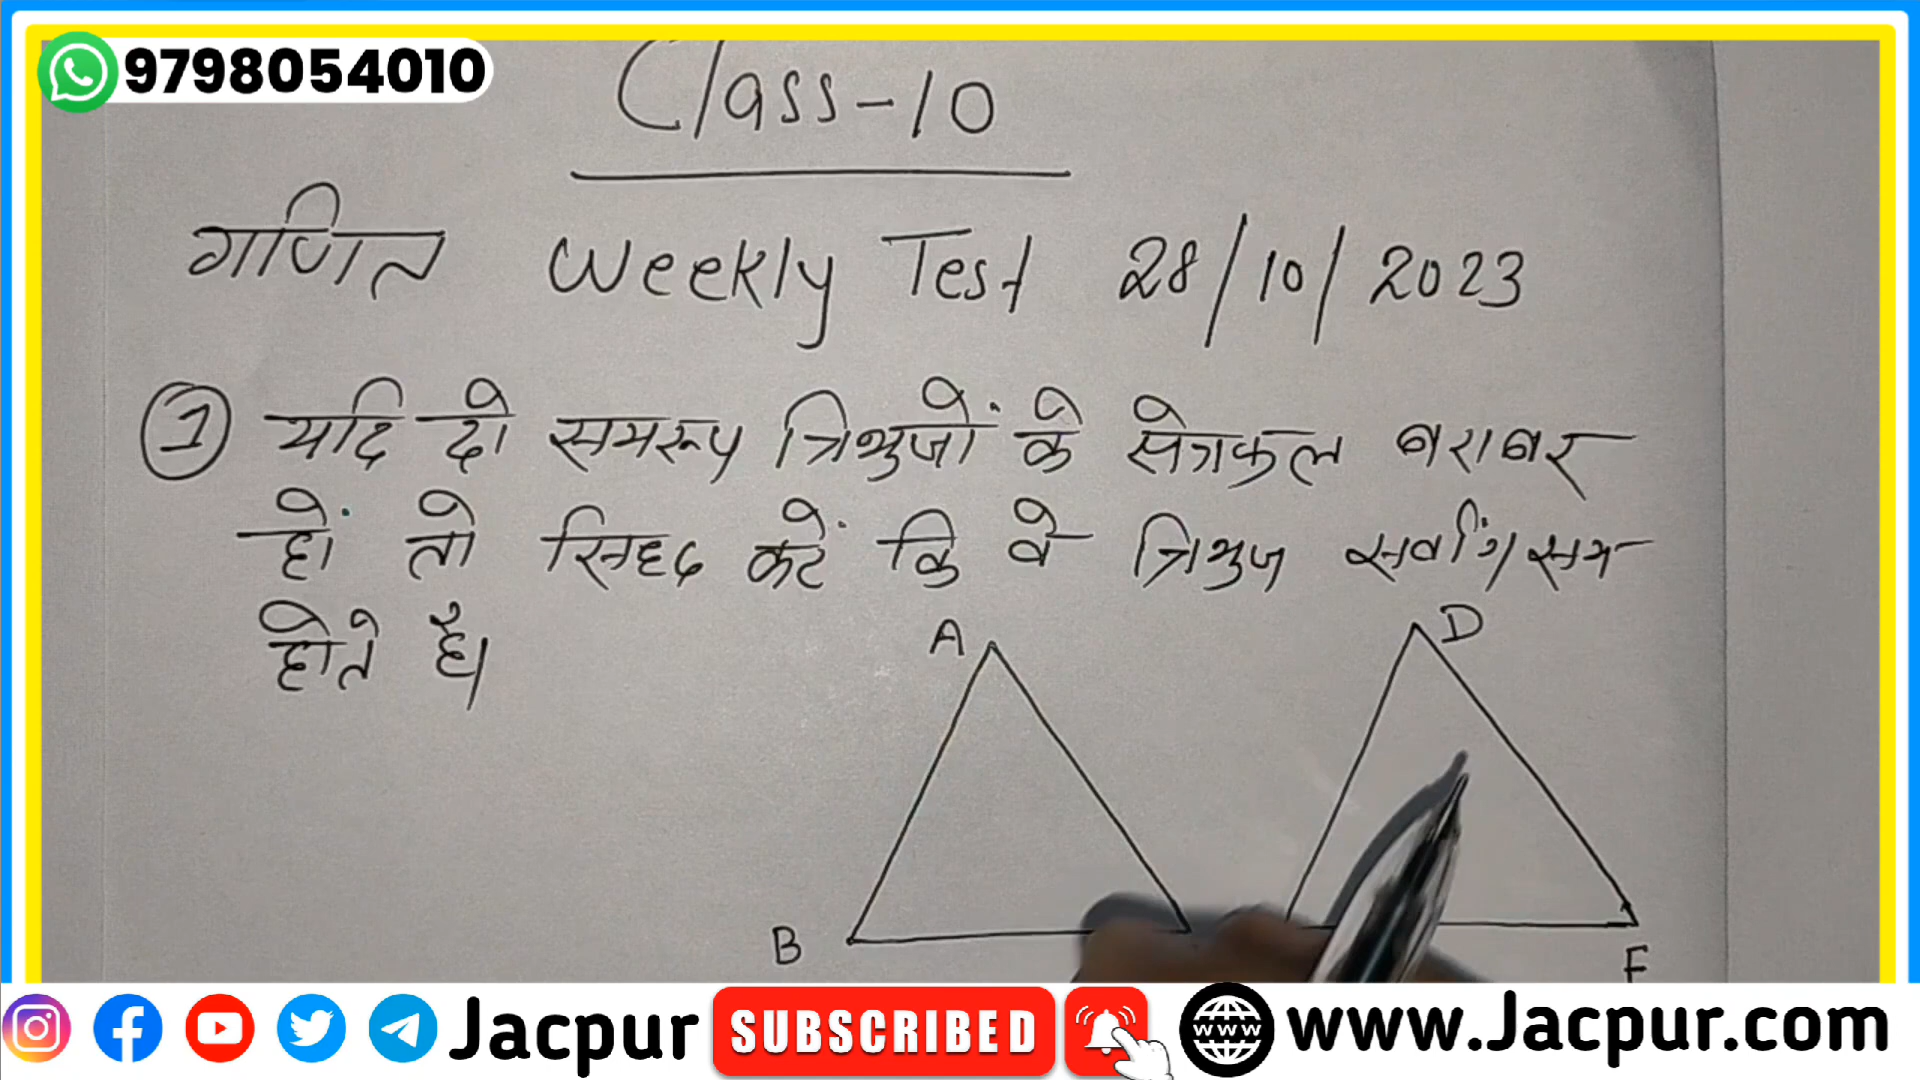 9798054010
Class-10
गणित Weekly Test 28/10/2023
① यदि दो समरूप त्रिभुजों के क्षेत्रफल बराबर
हों तो सिद्ध करें कि वे त्रिभुज सर्वांगसम
होते है।
A
D
B
F
Jacpur SUBSCRIBED www www.Jacpur.com